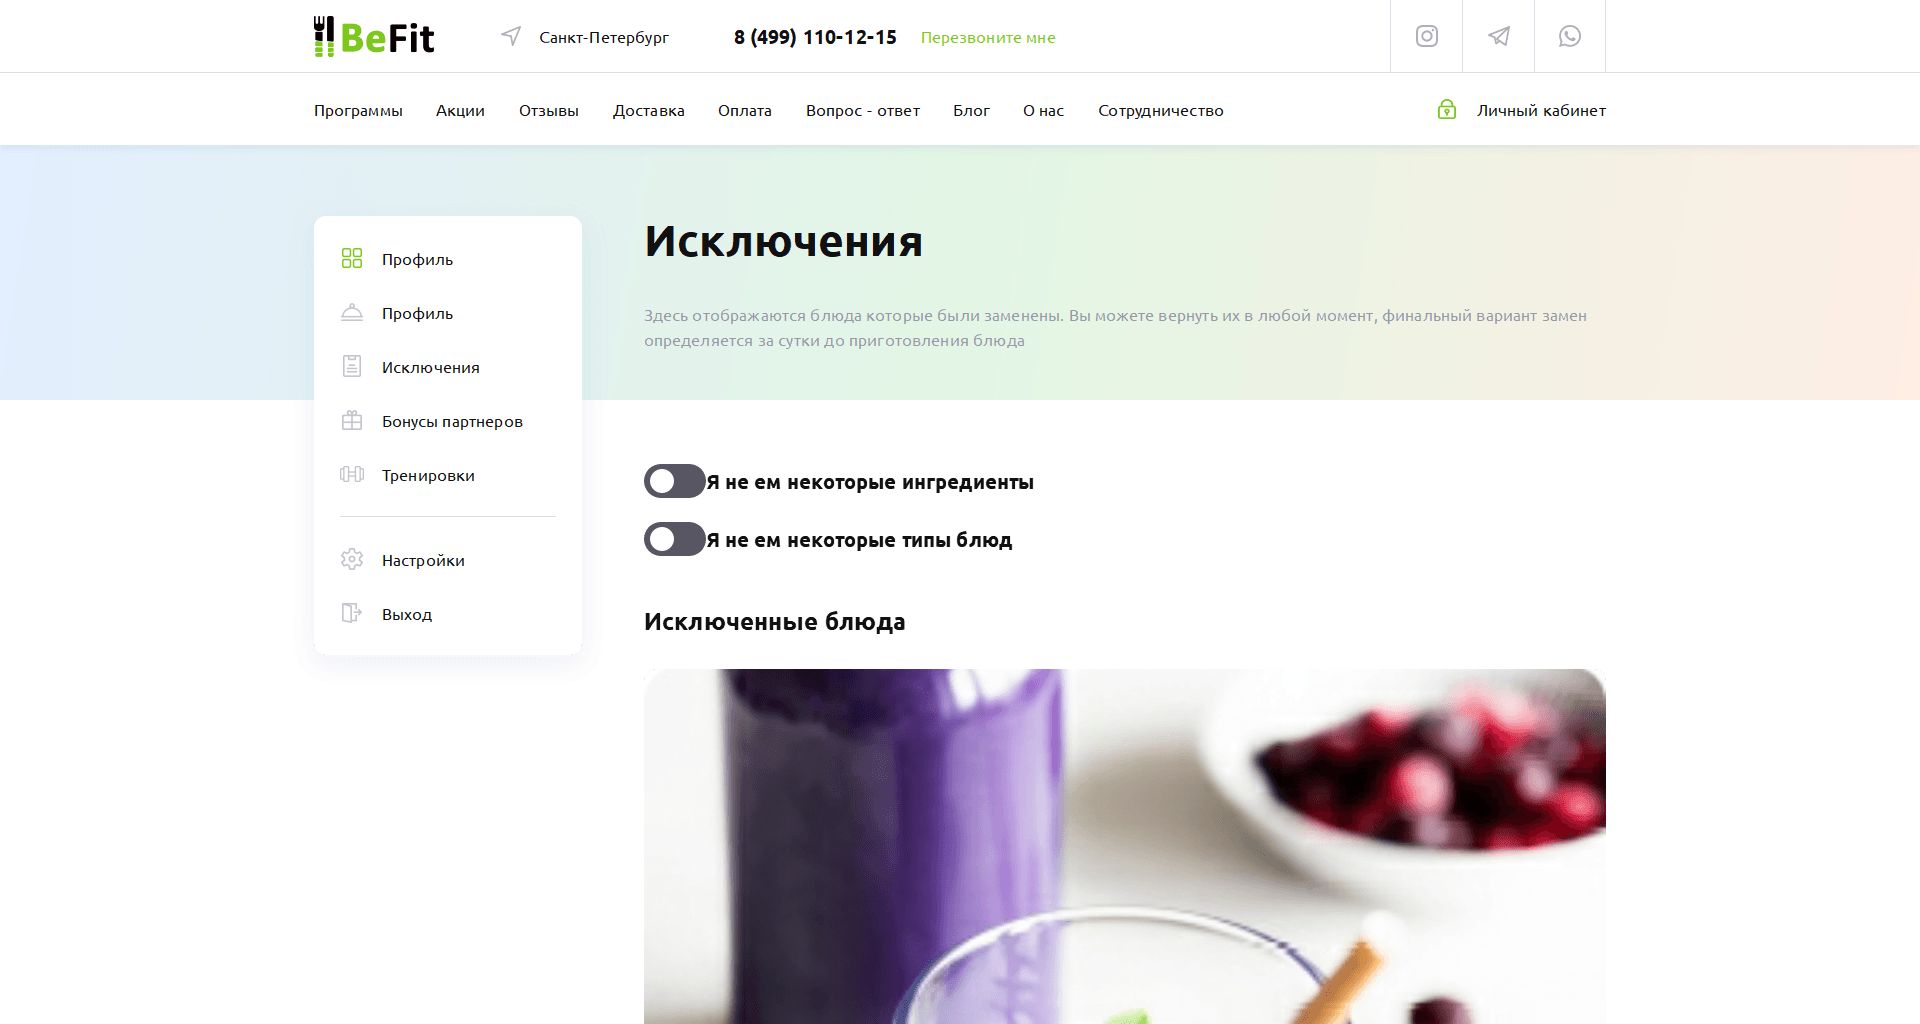 BeFit
Санкт-Петербург
8 (499) 110-12-15
Перезвоните мне
Программы
Акции
Отзывы
Доставка
Оплата
Вопрос - ответ
Блог
О нас
Сотрудничество
Личный кабинет
Профиль
Профиль
Исключения
Бонусы партнеров
Тренировки
Настройки
Выход
Исключения
Здесь отображаются блюда которые были заменены. Вы можете вернуть их в любой момент, финальный вариант замен
определяется за сутки до приготовления блюда
Я не ем некоторые ингредиенты
Я не ем некоторые типы блюд
Исключенные блюда